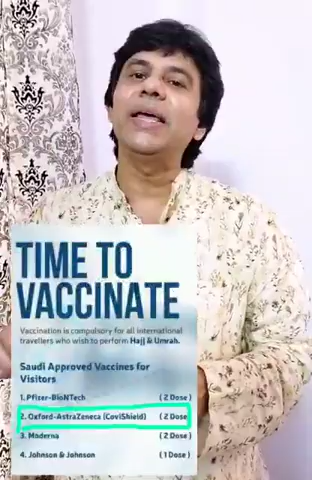 TIME TO
VACCINATE
Vaccination is compulsory for all international
travellers who wish to perform Hajj & Umrah.
Saudi Approved Vaccines for
Visitors
1. Pfizer-BioNTech ( 2 Dose )
2. Oxford-AstraZeneca (CoviShield) ( 2 Dose
3. Moderna ( 2 Dose )
4. Johnson & Johnson ( 1 Dose )